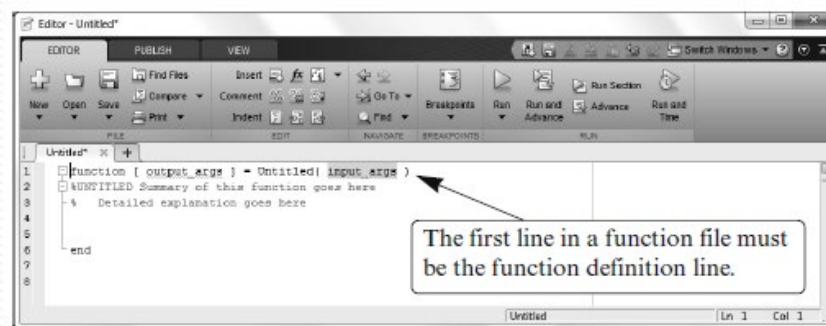 Editor - Untitled*
EDITOR PUBLISH VIEW
Switch Windows
New Open Save
Find Files
Compare
Print
Insert
Comment
Indent
Go To
Find
Breakpoints
Run
Run and Advance
Run Section
Advance
Run and Time
FILE EDIT NAVIGATE BREAKPOINTS RUN
Untitled*
1 function [ output_args ] = Untitled( input_args )
2 %UNTITLED Summary of this function goes here
3 % Detailed explanation goes here
4
5
6 end
7
8
The first line in a function file must
be the function definition line.
Untitled Ln 1 Col 1